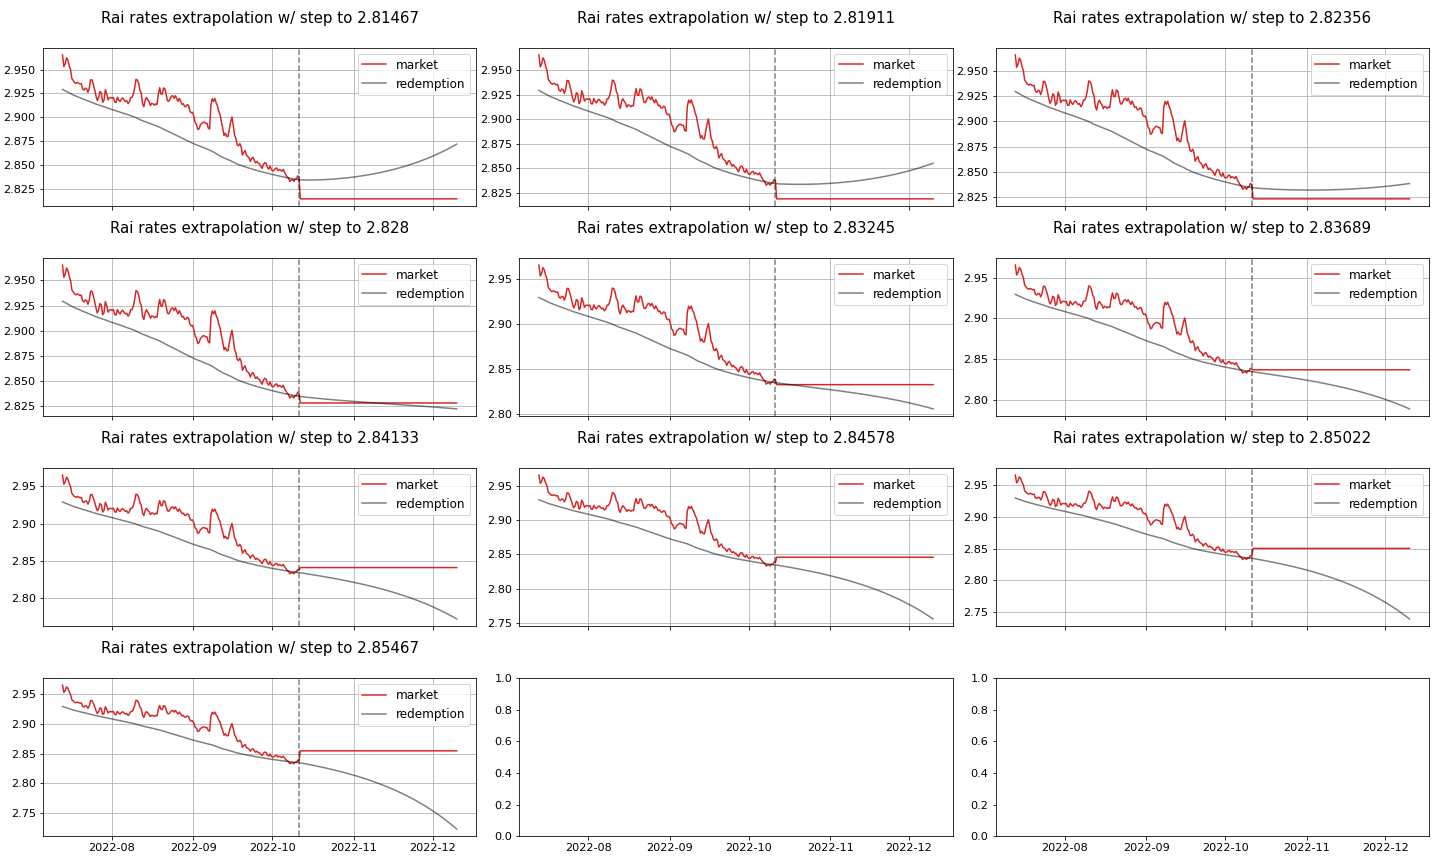 Rai rates extrapolation w/ step to 2.81467
2.950
2.925
2.900
2.875
2.850
2.825
market
redemption
Rai rates extrapolation w/ step to 2.81911
2.950
2.925
2.900
2.875
2.850
2.825
market
redemption
Rai rates extrapolation w/ step to 2.82356
2.950
2.925
2.900
2.875
2.850
2.825
market
redemption
Rai rates extrapolation w/ step to 2.828
2.950
2.925
2.900
2.875
2.850
2.825
market
redemption
Rai rates extrapolation w/ step to 2.83245
2.95
2.90
2.85
2.80
market
redemption
Rai rates extrapolation w/ step to 2.83689
2.95
2.90
2.85
2.80
market
redemption
Rai rates extrapolation w/ step to 2.84133
2.95
2.90
2.85
2.80
market
redemption
Rai rates extrapolation w/ step to 2.84578
2.95
2.90
2.85
2.80
2.75
market
redemption
Rai rates extrapolation w/ step to 2.85022
2.95
2.90
2.85
2.80
2.75
market
redemption
Rai rates extrapolation w/ step to 2.85467
2.95
2.90
2.85
2.80
2.75
market
redemption
2022-08 2022-09 2022-10 2022-11 2022-12
1.0
0.8
0.6
0.4
0.2
0.0
2022-08 2022-09 2022-10 2022-11 2022-12
1.0
0.8
0.6
0.4
0.2
0.0
2022-08 2022-09 2022-10 2022-11 2022-12